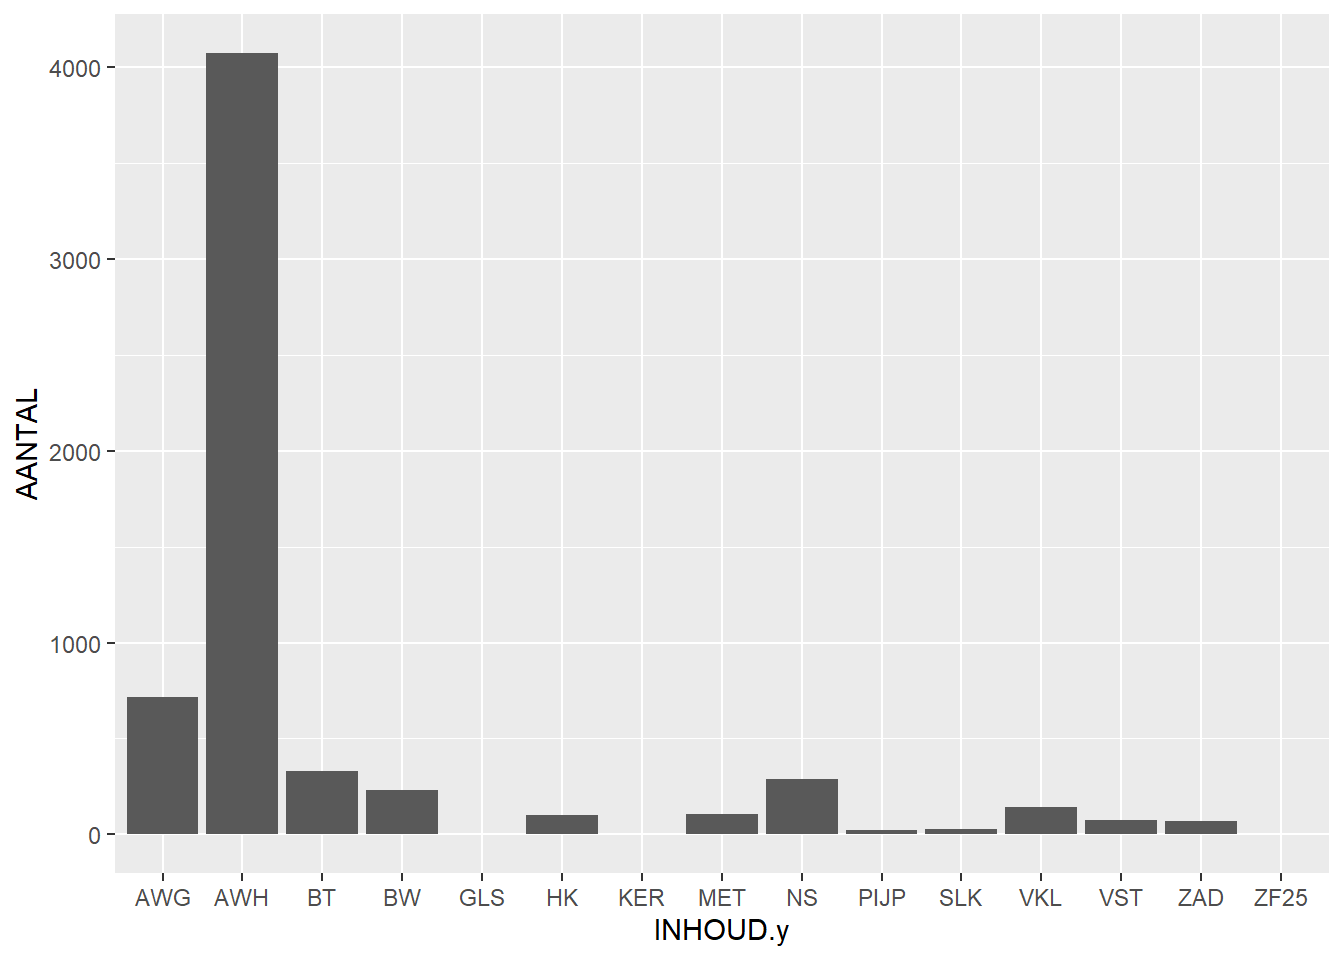 4000
3000
2000
1000
0
AANTAL
AWG AWH BT BW GLS HK KER MET NS PIJP SLK VKL VST ZAD ZF25
INHOUD.y